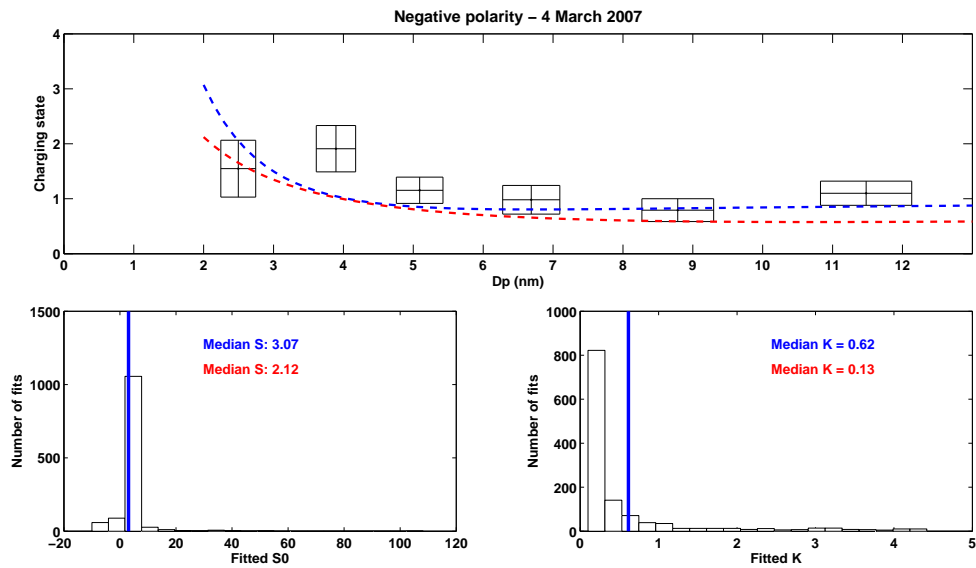 Negative polarity – 4 March 2007
Charging state
4
3
2
1
0
0 1 2 3 4 5 6 7 8 9 10 11 12
Dp (nm)
Number of fits
1500
1000
500
0
Median S: 3.07
Median S: 2.12
−20 0 20 40 60 80 100 120
Fitted S0
Number of fits
1000
800
600
400
200
0
Median K = 0.62
Median K = 0.13
0 1 2 3 4 5
Fitted K